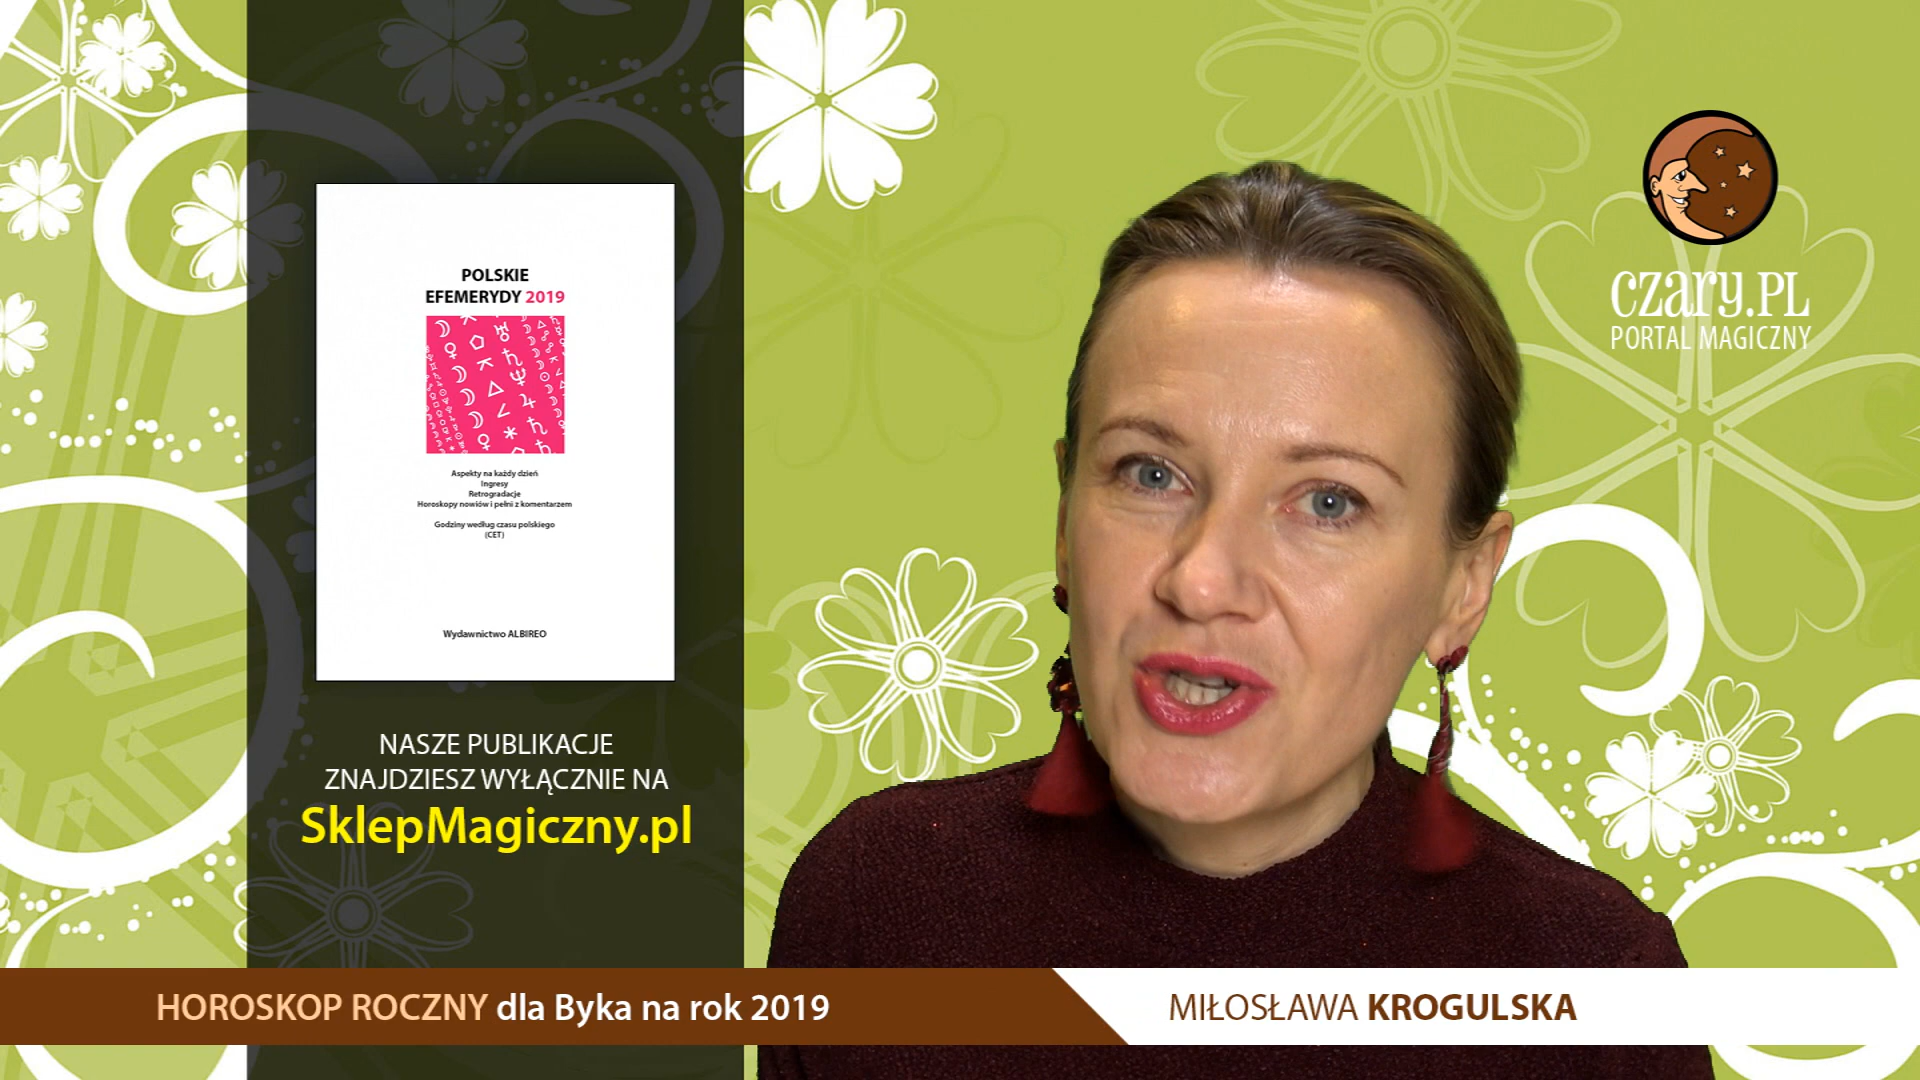 POLSKIE
EFEMERYDY 2019
Aspekty na każdy dzień
Ingresy
Retrogradacje
Horoskopy nowiów i pełni z komentarzem
Godziny według czasu polskiego
(CET)
Wydawnictwo ALBIREO
NASZE PUBLIKACJE
ZNAJDZIESZ WYŁĄCZNIE NA
SklepMagiczny.pl
czary.PL
PORTAL MAGICZNY
HOROSKOP ROCZNY dla Byka na rok 2019
MIŁOSŁAWA KROGULSKA